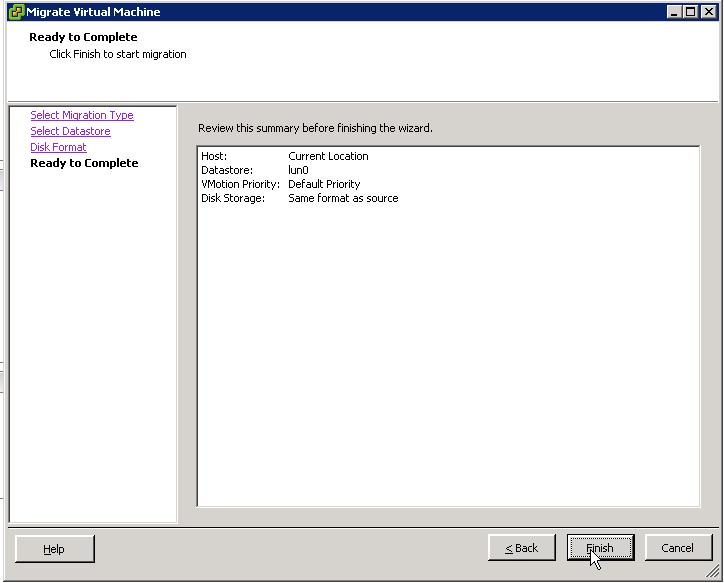 Migrate Virtual Machine
Ready to Complete
Click Finish to start migration
Select Migration Type
Select Datastore
Disk Format
Ready to Complete
Review this summary before finishing the wizard.
Host: Current Location
Datastore: lun0
VMotion Priority: Default Priority
Disk Storage: Same format as source
Help
< Back
Finish
Cancel